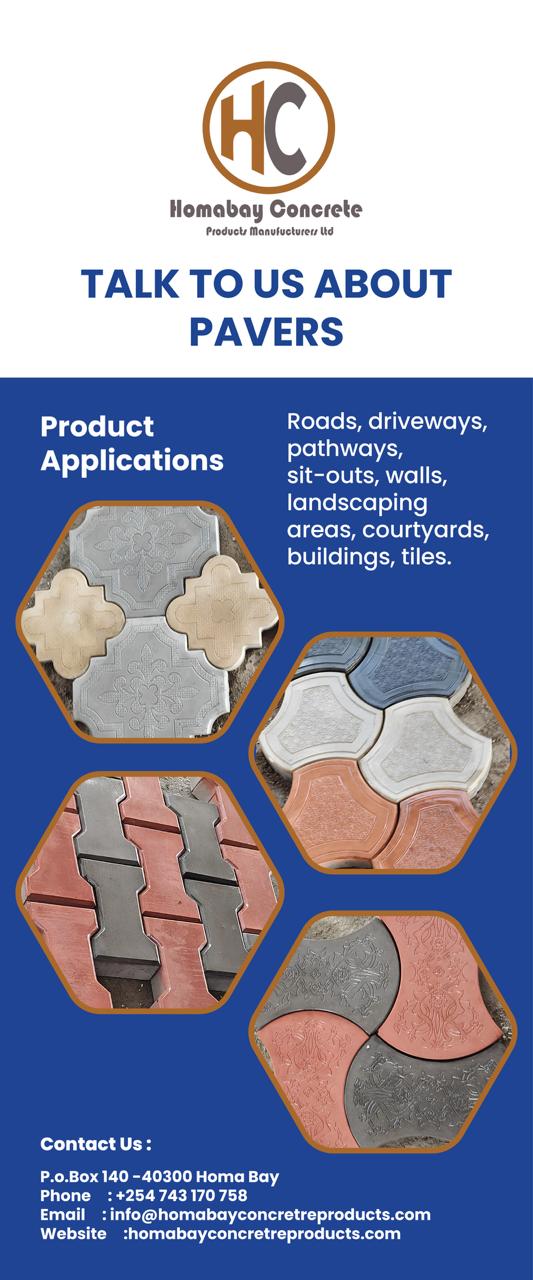 HC
Homabay Concrete
Products Manufacturers Ltd
TALK TO US ABOUT
PAVERS
Product
Applications
Roads, driveways,
pathways,
sit-outs, walls,
landscaping
areas, courtyards,
buildings, tiles.
Contact Us :
P.o.Box 140 -40300 Homa Bay
Phone : +254 743 170 758
Email : info@homabayconcretreproducts.com
Website :homabayconcretreproducts.com